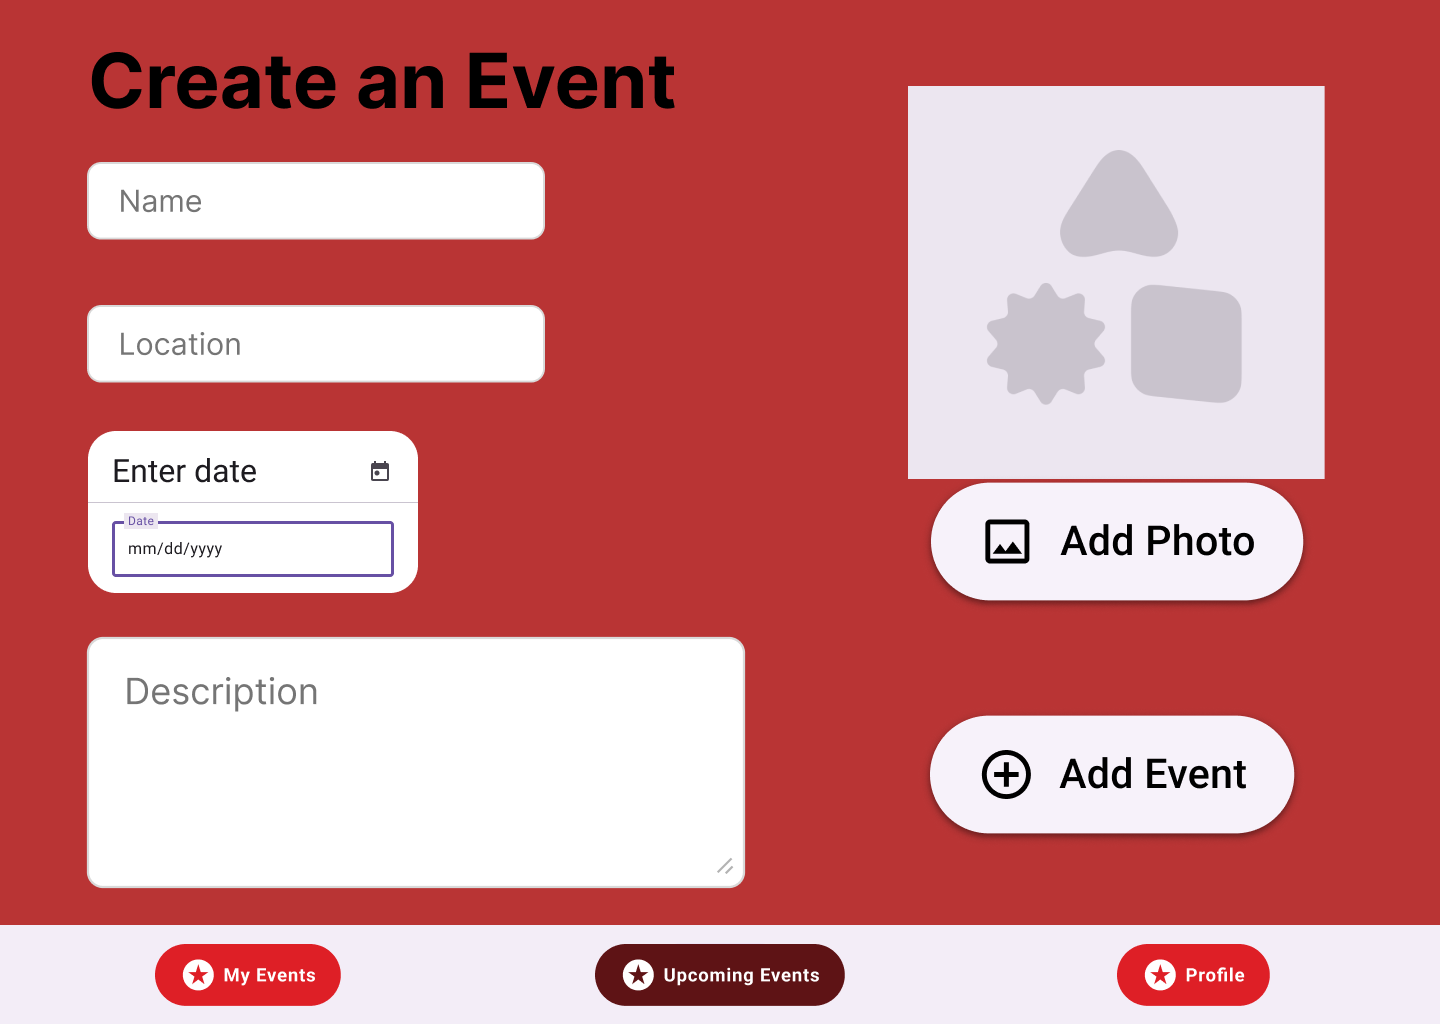 Create an Event
Name
Location
Enter date
Date
mm/dd/yyyy
Description
Add Photo
Add Event
My Events
Upcoming Events
Profile